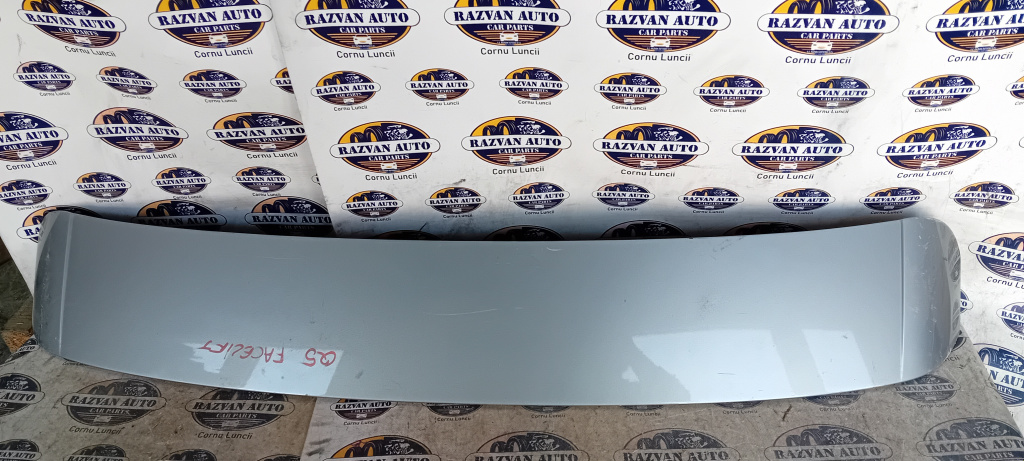 RAZVAN AUTO
CAR PARTS
Cornu Luncii
Q5 FACELIFT